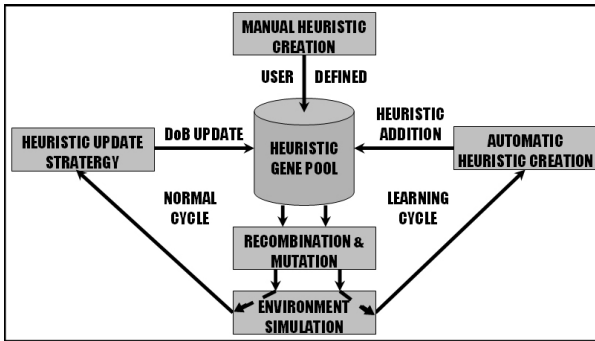 MANUAL HEURISTIC
CREATION
USER DEFINED
HEURISTIC
ADDITION
DoB UPDATE
HEURISTIC UPDATE
STRATERGY
HEURISTIC
GENE POOL
AUTOMATIC
HEURISTIC CREATION
NORMAL
CYCLE
LEARNING
CYCLE
RECOMBINATION &
MUTATION
ENVIRONMENT
SIMULATION